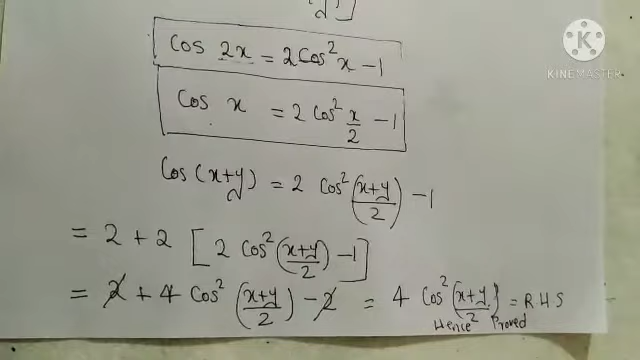 y]
Cos 2x = 2Cos²x - 1
Cos x = 2 Cos² x/2 - 1
Cos(x+y) = 2 Cos² (x+y)/2 - 1
= 2 + 2 [2 Cos² (x+y)/2 - 1]
= 2 + 4 Cos² (x+y)/2 - 2 = 4 Cos² (x+y)/2 = R.H.S
Hence Proved
KINEMASTER